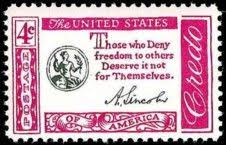 4¢
The UNITED STATES
POSTAGE
Those who Deny
freedom to others
Deserve it not
for Themselves.
A. Lincoln
OF AMERICA
Credo